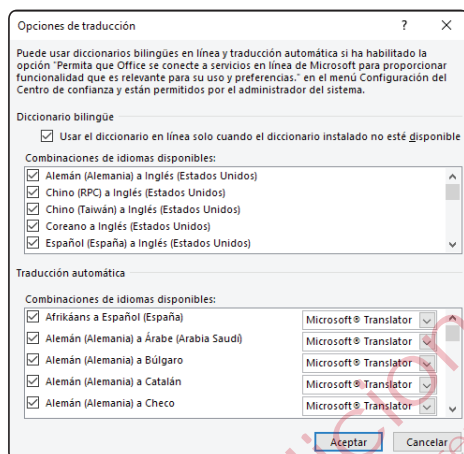 Opciones de traducción ? ×
Puede usar diccionarios bilingües en línea y traducción automática si ha habilitado la
opción "Permita que Office se conecte a servicios en línea de Microsoft para proporcionar
funcionalidad que es relevante para su uso y preferencias." en el menú Configuración del
Centro de confianza y están permitidos por el administrador del sistema.
Diccionario bilingüe
Usar el diccionario en línea solo cuando el diccionario instalado no esté disponible
Combinaciones de idiomas disponibles:
Alemán (Alemania) a Inglés (Estados Unidos)
Chino (RPC) a Inglés (Estados Unidos)
Chino (Taiwán) a Inglés (Estados Unidos)
Coreano a Inglés (Estados Unidos)
Español (España) a Inglés (Estados Unidos)
Traducción automática
Combinaciones de idiomas disponibles:
Afrikáans a Español (España) Microsoft® Translator
Alemán (Alemania) a Árabe (Arabia Saudí) Microsoft® Translator
Alemán (Alemania) a Búlgaro Microsoft® Translator
Alemán (Alemania) a Catalán Microsoft® Translator
Alemán (Alemania) a Checo Microsoft® Translator
Aceptar Cancelar